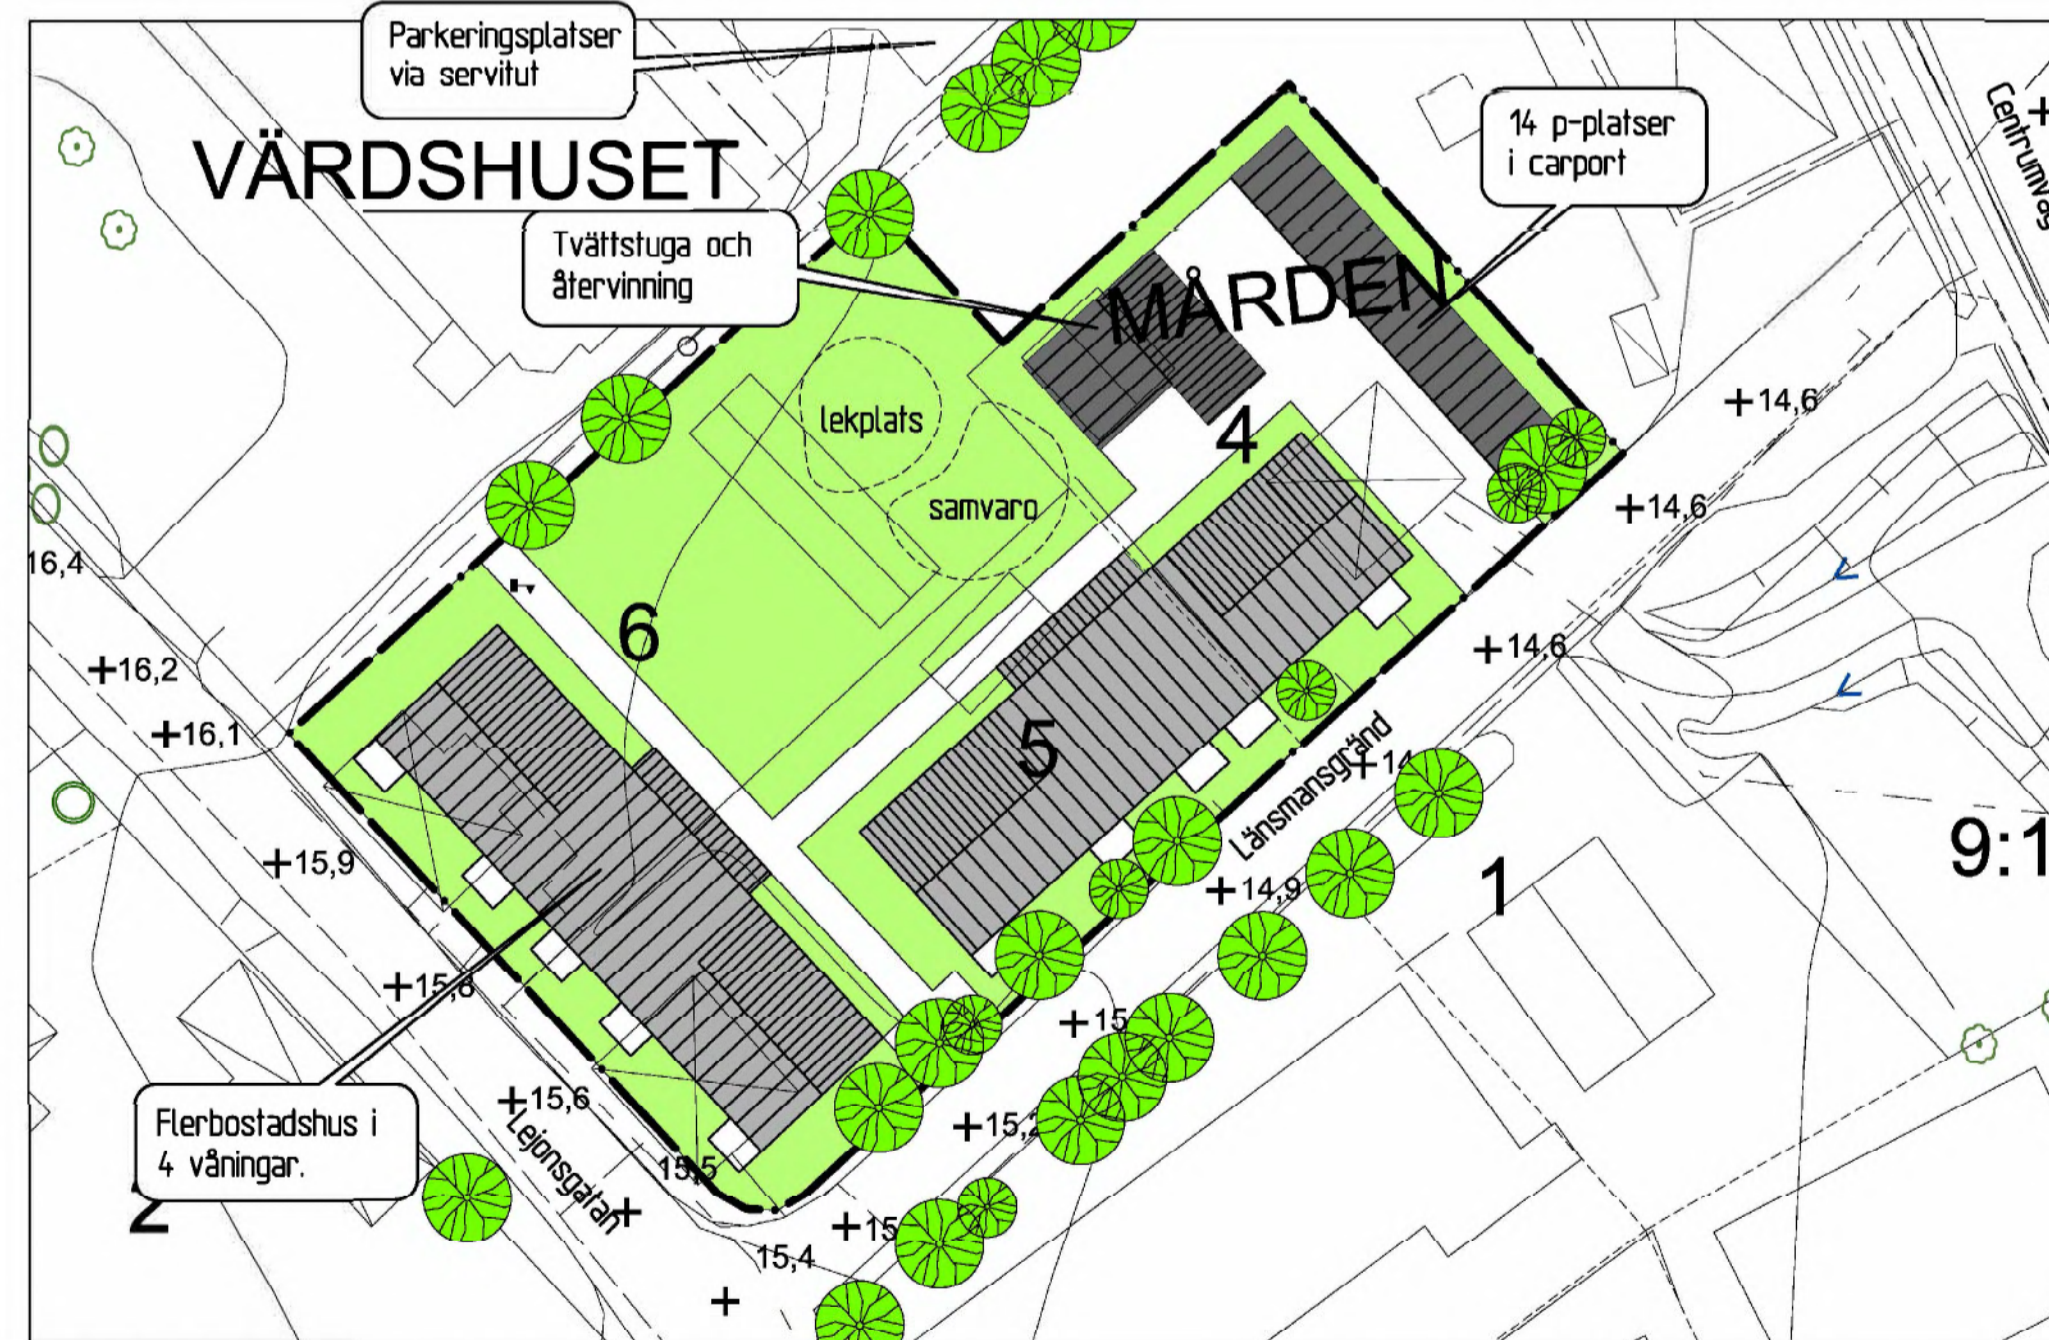 Parkeringsplatser
via servitut
VÄRDSHUSET
14 p-platser
i carport
Tvättstuga och
återvinning
MÅRDEN
lekplats
samvaro
4
6
5
1
+14,6
+14,6
+14,6
16,4
+16,2
+16,1
+15,9
+15,8
+15,6
15,5
15,4
+15
+15,2
+15
+14,9
+14
Länsmansgränd
Lejonsgatan
Flerbostadshus i
4 våningar.
2
9:1